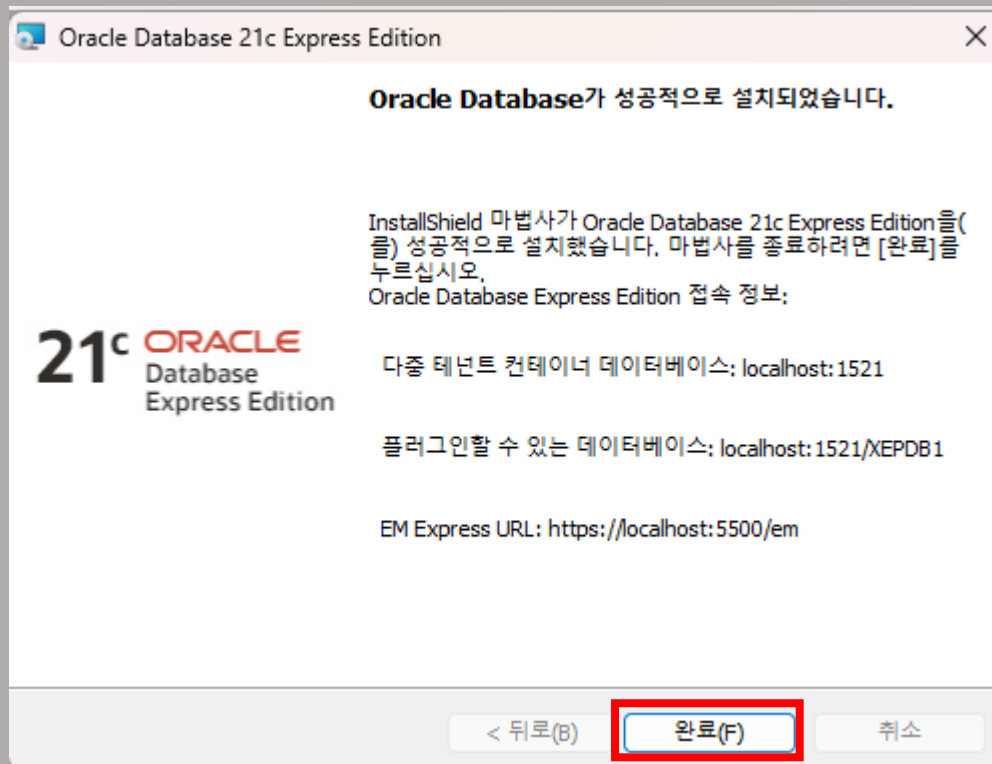 Oracle Database 21c Express Edition
Oracle Database가 성공적으로 설치되었습니다.
InstallShield 마법사가 Oracle Database 21c Express Edition을(
를) 성공적으로 설치했습니다. 마법사를 종료하려면 [완료]를
누르십시오.
Oracle Database Express Edition 접속 정보:
21c ORACLE
Database
Express Edition
다중 테넌트 컨테이너 데이터베이스: localhost:1521
플러그인할 수 있는 데이터베이스: localhost:1521/XEPDB1
EM Express URL: https://localhost:5500/em
< 뒤로(B)
완료(F)
취소